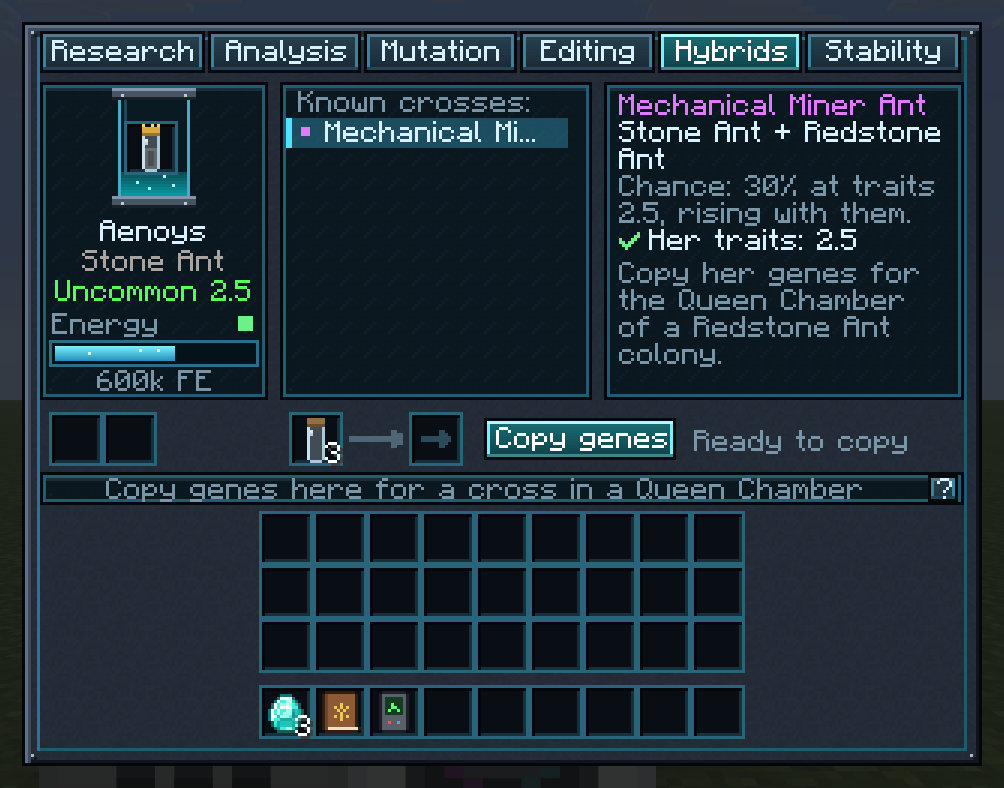 Research Analysis Mutation Editing Hybrids Stability
Aenoys
Stone Ant
Uncommon 2.5
Energy
600k FE
Known crosses:
Mechanical Mi...
Mechanical Miner Ant
Stone Ant + Redstone
Ant
Chance: 30% at traits
2.5, rising with them.
Her traits: 2.5
Copy her genes for
the Queen Chamber
of a Redstone Ant
colony.
3
Copy genes
Ready to copy
Copy genes here for a cross in a Queen Chamber
?
3